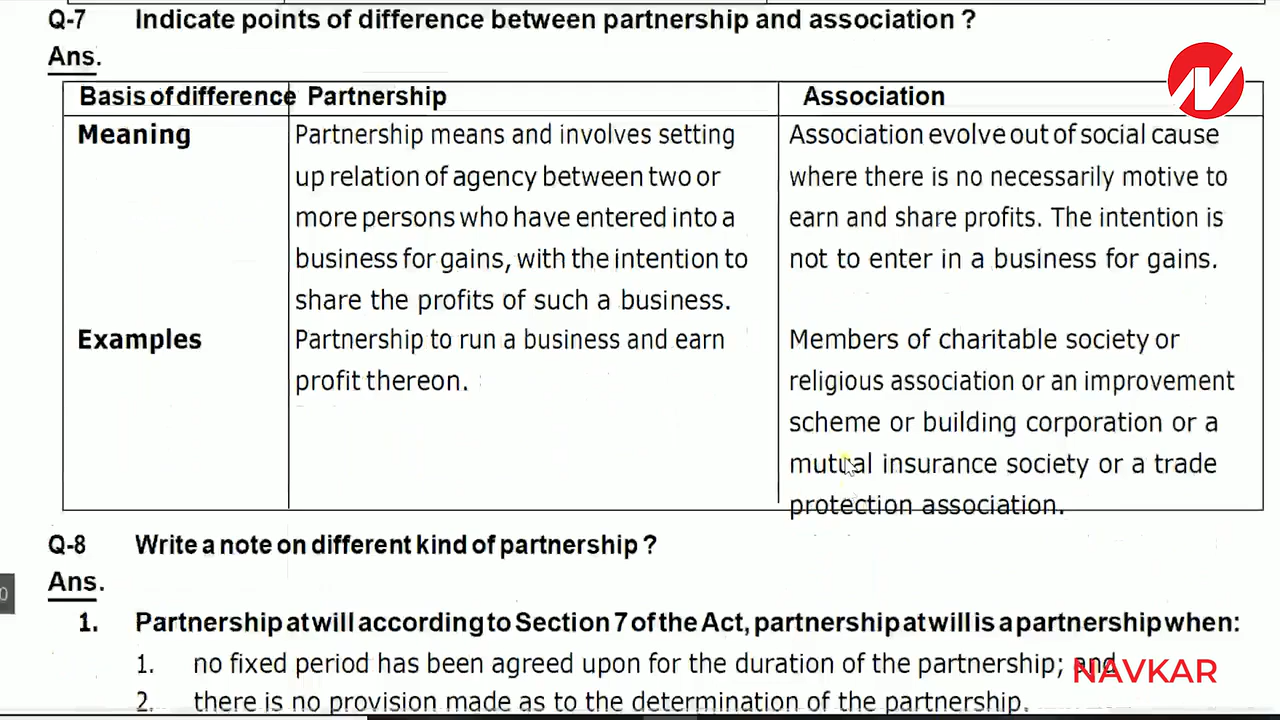 Q-7 Indicate points of difference between partnership and association ?
Ans.
Basis of difference Partnership Association
Meaning Partnership means and involves setting Association evolve out of social cause
up relation of agency between two or where there is no necessarily motive to
more persons who have entered into a earn and share profits. The intention is
business for gains, with the intention to not to enter in a business for gains.
share the profits of such a business.
Examples Partnership to run a business and earn Members of charitable society or
profit thereon. religious association or an improvement
scheme or building corporation or a
mutual insurance society or a trade
protection association.
Q-8 Write a note on different kind of partnership ?
Ans.
1. Partnership at will according to Section 7 of the Act, partnership at will is a partnership when:
1. no fixed period has been agreed upon for the duration of the partnership; and
NAVKAR
2. there is no provision made as to the determination of the partnership.